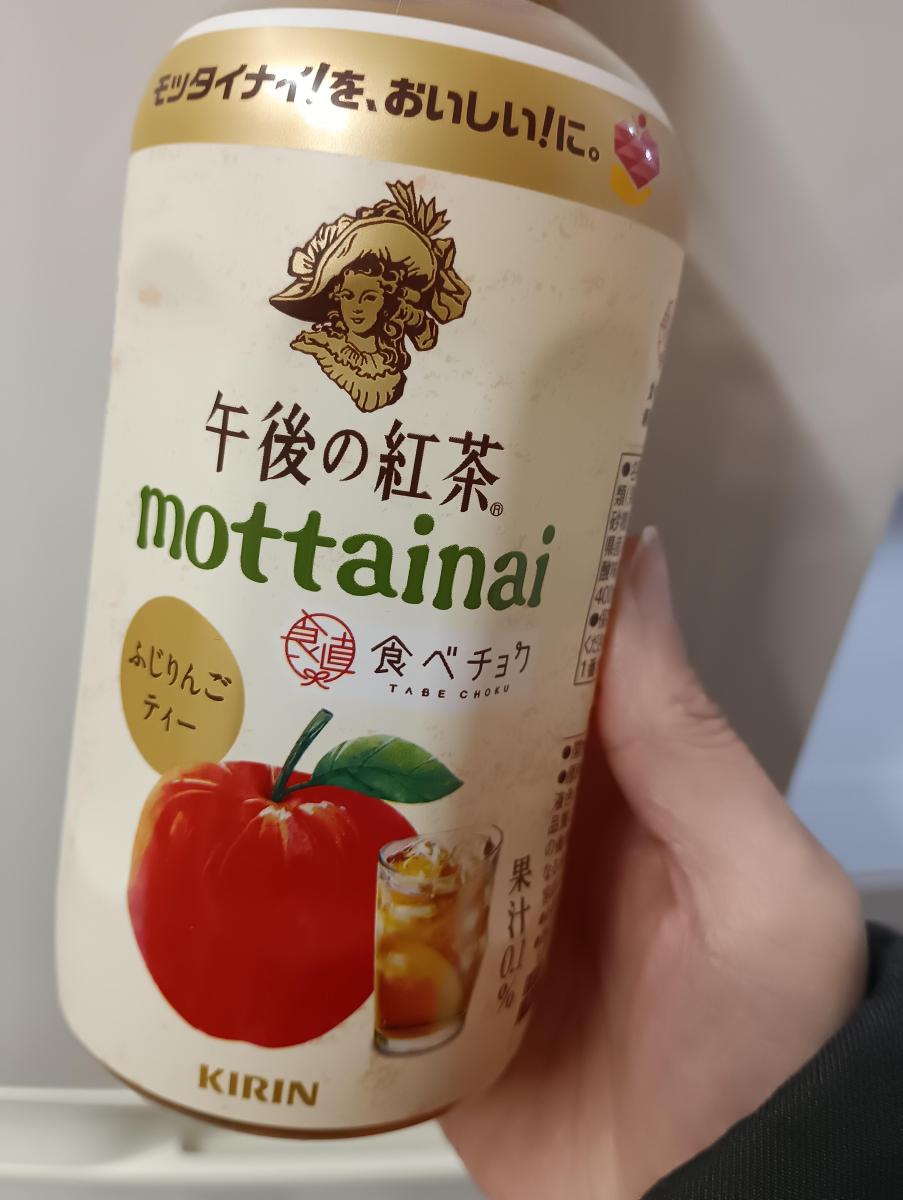 モッタイナイ!を、おいしい!に。
午後の紅茶®
mottainai
食直
食べチョク
TABE CHOKU
ふじりんご
ティー
果汁0.1%
KIRIN